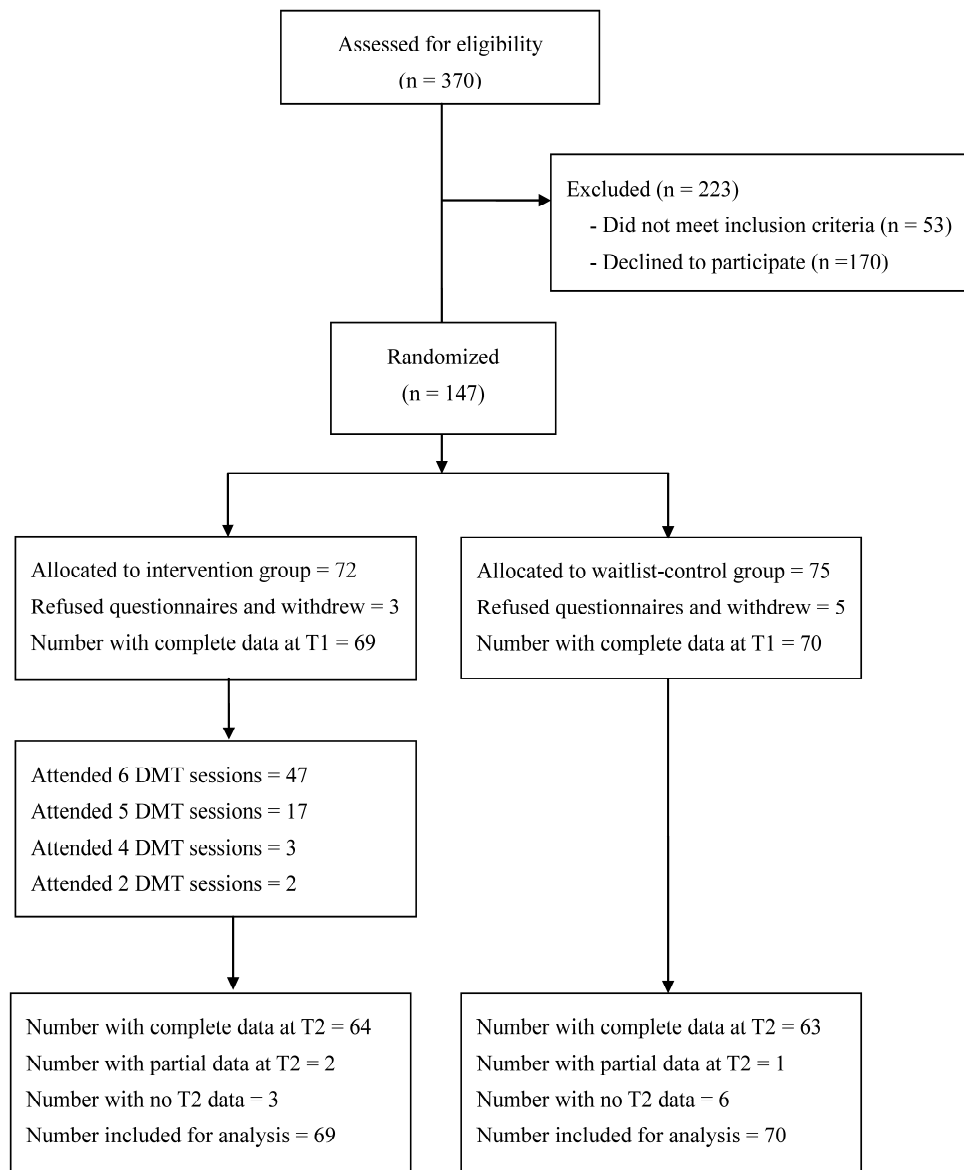 Assessed for eligibility
(n = 370)
Excluded (n = 223)
- Did not meet inclusion criteria (n = 53)
- Declined to participate (n =170)
Randomized
(n = 147)
Allocated to intervention group = 72
Refused questionnaires and withdrew = 3
Number with complete data at T1 = 69
Allocated to waitlist-control group = 75
Refused questionnaires and withdrew = 5
Number with complete data at T1 = 70
Attended 6 DMT sessions = 47
Attended 5 DMT sessions = 17
Attended 4 DMT sessions = 3
Attended 2 DMT sessions = 2
Number with complete data at T2 = 64
Number with partial data at T2 = 2
Number with no T2 data = 3
Number included for analysis = 69
Number with complete data at T2 = 63
Number with partial data at T2 = 1
Number with no T2 data = 6
Number included for analysis = 70